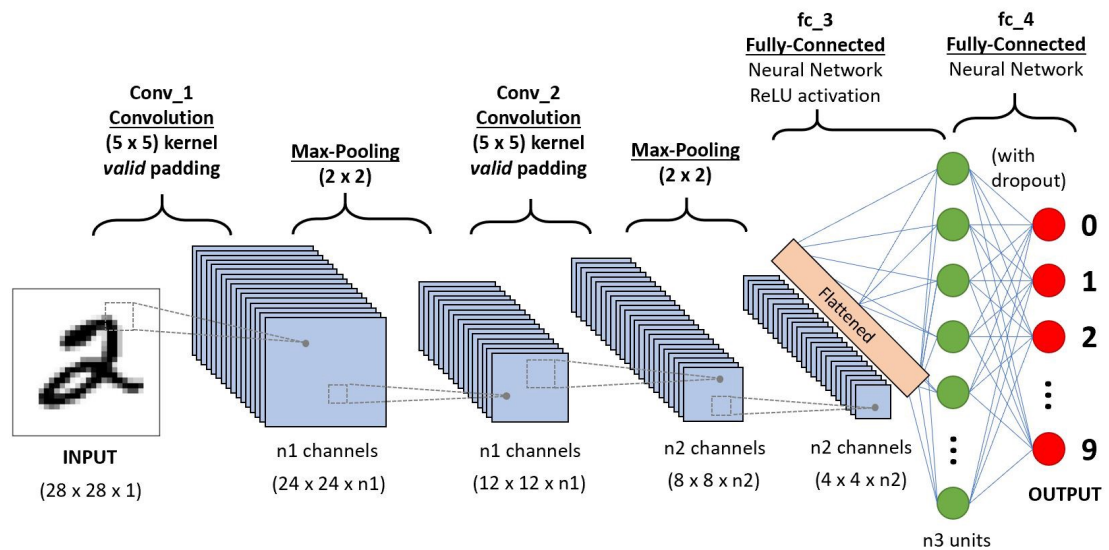 Conv_1
Convolution
(5 x 5) kernel
valid padding
Max-Pooling
(2 x 2)
Conv_2
Convolution
(5 x 5) kernel
valid padding
Max-Pooling
(2 x 2)
fc_3
Fully-Connected
Neural Network
ReLU activation
fc_4
Fully-Connected
Neural Network
(with
dropout)
Flattened
0
1
2
9
OUTPUT
2
INPUT
(28 x 28 x 1)
n1 channels
(24 x 24 x n1)
n1 channels
(12 x 12 x n1)
n2 channels
(8 x 8 x n2)
n2 channels
(4 x 4 x n2)
n3 units